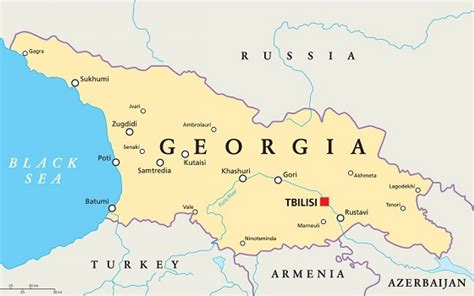 RUSSIA
Gagra
Sukhumi
Jvari
Ambrolauri
Zugdidi
GEORGIA
Senaki
Kutaisi
Poti
Samtredia
BLACK
SEA
Khashuri
Gori
Akhmeta
Lagodekhi
Batumi
Vale
TBILISI
Tsnori
Rustavi
Marneuli
Ninotsminda
TURKEY
ARMENIA
AZERBAIJAN